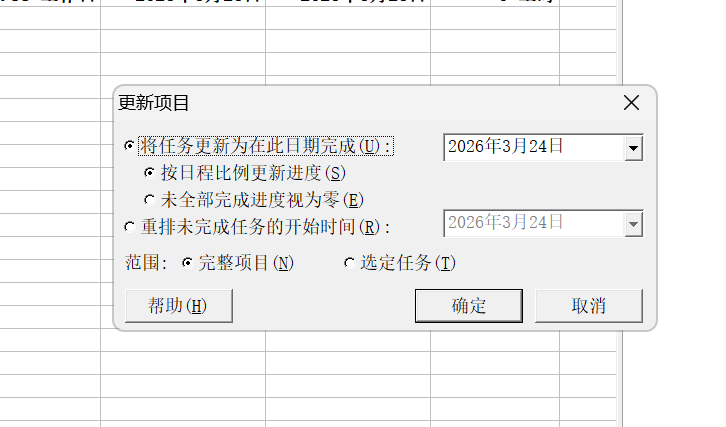 更新项目
将任务更新为在此日期完成(U):
2026年3月24日
按日程比例更新进度(S)
未全部完成进度视为零(E)
重排未完成任务的开始时间(R):
2026年3月24日
范围: 完整项目(N) 选定任务(T)
帮助(H) 确定 取消